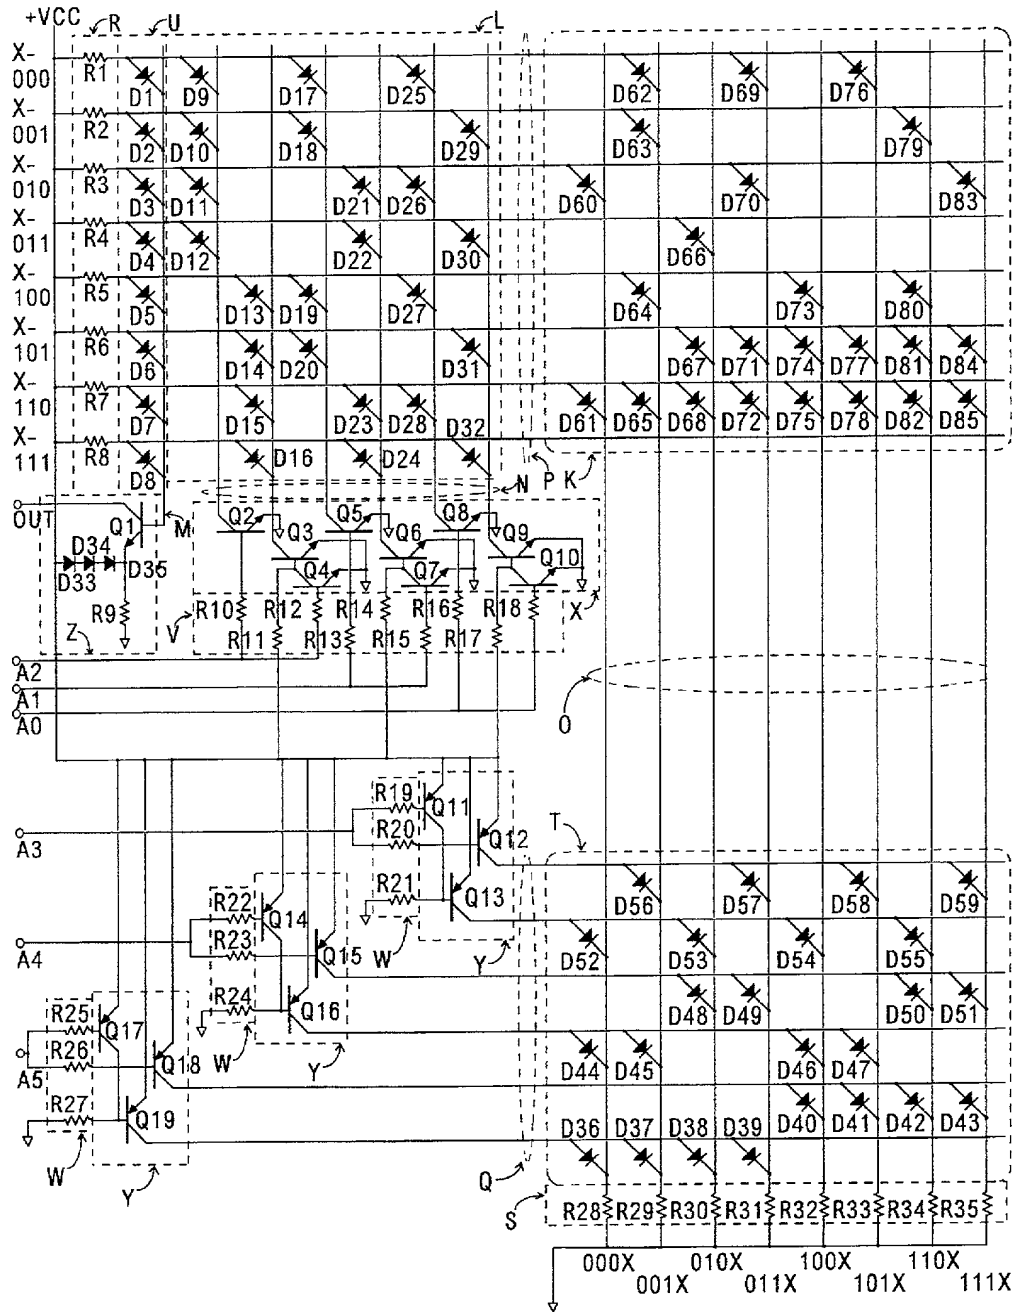 +VCC R U L
X-
000
R1 D1 D9 D17 D25 D62 D69 D76
X-
001
R2 D2 D10 D18 D29 D63 D79
X-
010
R3 D3 D11 D21 D26 D60 D70 D83
X-
011
R4 D4 D12 D22 D30 D66
X-
100
R5 D5 D13 D19 D27 D64 D73 D80
X-
101
R6 D6 D14 D20 D31 D67 D71 D74 D77 D81 D84
X-
110
R7 D7 D15 D23 D28 D32 D61 D65 D68 D72 D75 D78 D82 D85
X-
111
R8 D8 D16 D24 N P K
OUT Q1 M Q2 Q3 Q5 Q6 Q8 Q9
D34 Q4 Q7 Q10
D33 D35
R9 Z V R10 R12 R14 R16 R18 X
R11 R13 R15 R17
A2
A1
A0 O
R19 Q11
A3 R20 Q12 T
R21 Q13 D56 D57 D58 D59
R22 Q14
A4 R23 Q15 W Y D52 D53 D54 D55
R24 Q16 D48 D49 D50 D51
R25 Q17
A5 R26 Q18 W Y D44 D45 D46 D47
R27 Q19 D36 D37 D38 D39 D40 D41 D42 D43
W Y Q
S R28 R29 R30 R31 R32 R33 R34 R35
000X 010X 100X 110X
001X 011X 101X 111X